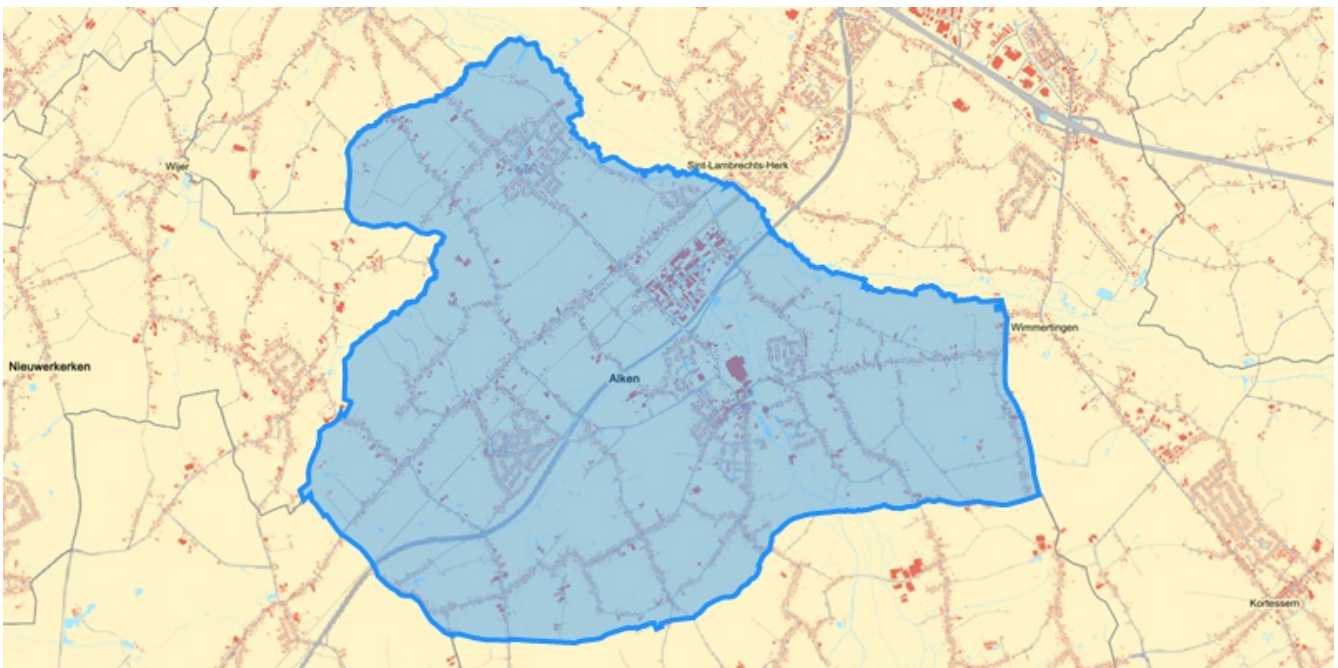 Wijer
Sint-Lambrechts-Herk
Wimmertingen
Nieuwerkerken
Alken
Kortessem